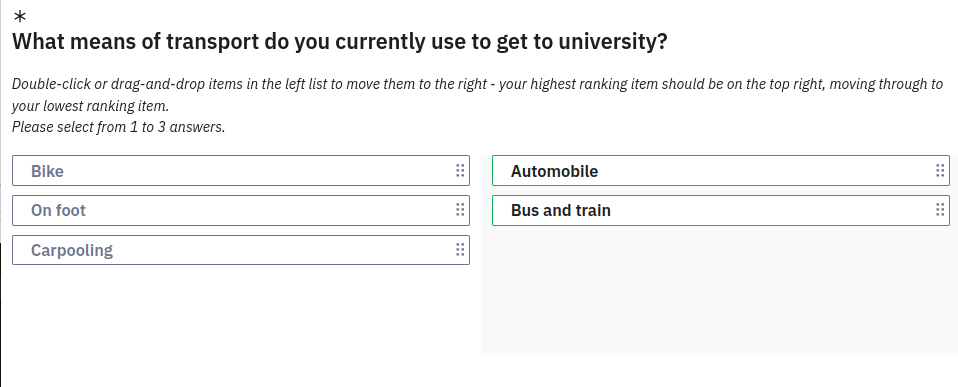 *
What means of transport do you currently use to get to university?
Double-click or drag-and-drop items in the left list to move them to the right - your highest ranking item should be on the top right, moving through to
your lowest ranking item.
Please select from 1 to 3 answers.
Bike
On foot
Carpooling
Automobile
Bus and train